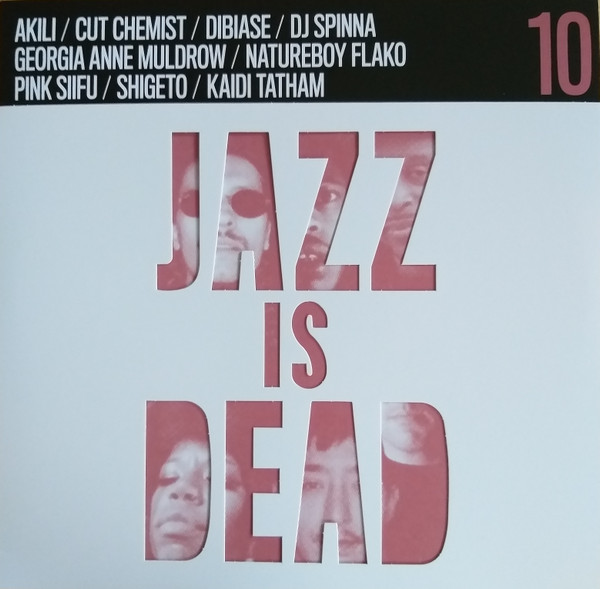 AKILI / CUT CHEMIST / DIBIASE / DJ SPINNA
GEORGIA ANNE MULDROW / NATUREBOY FLAKO
PINK SIIFU / SHIGETO / KAIDI TATHAM
10
JAZZ
IS
DEAD